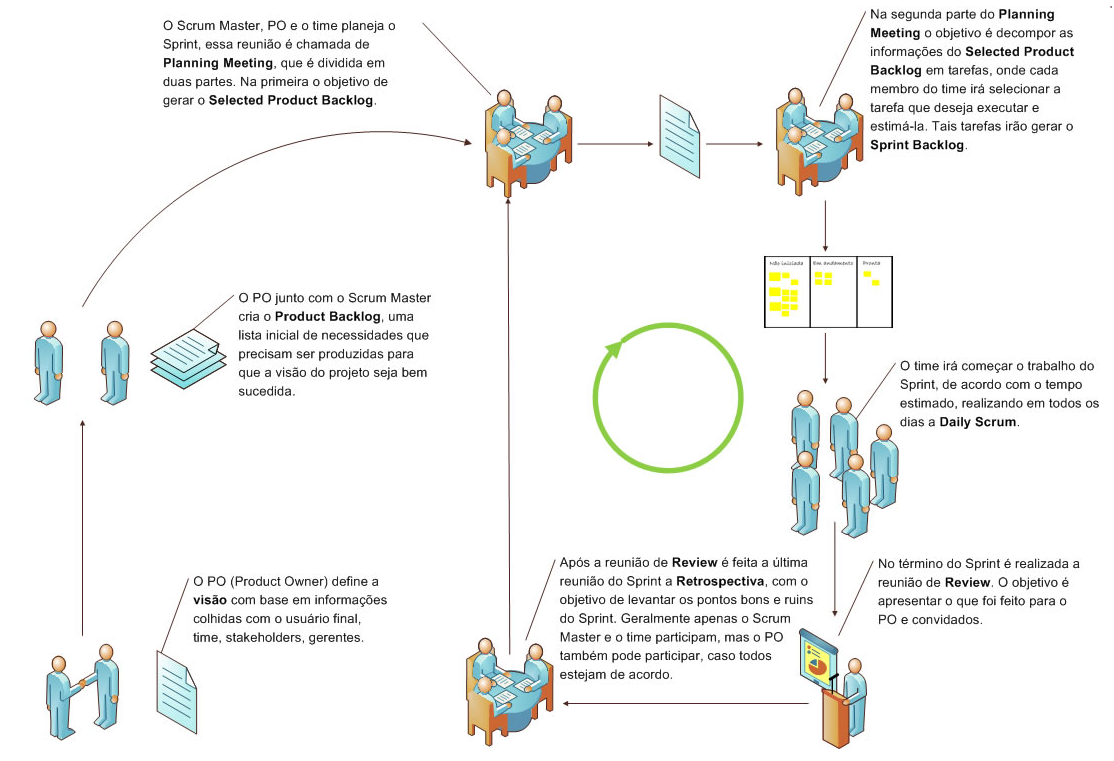 O Scrum Master, PO e o time planeja o
Sprint, essa reunião é chamada de
Planning Meeting, que é dividida em
duas partes. Na primeira o objetivo de
gerar o Selected Product Backlog.
Na segunda parte do Planning
Meeting o objetivo é decompor as
informações do Selected Product
Backlog em tarefas, onde cada
membro do time irá selecionar a
tarefa que deseja executar e
estimá-la. Tais tarefas irão gerar o
Sprint Backlog.
Não iniciada
Em andamento
Pronta
O PO junto com o Scrum Master
cria o Product Backlog, uma
lista inicial de necessidades que
precisam ser produzidas para
que a visão do projeto seja bem
sucedida.
O time irá começar o trabalho do
Sprint, de acordo com o tempo
estimado, realizando em todos os
dias a Daily Scrum.
O PO (Product Owner) define a
visão com base em informações
colhidas com o usuário final,
time, stakeholders, gerentes.
Após a reunião de Review é feita a última
reunião do Sprint a Retrospectiva, com o
objetivo de levantar os pontos bons e ruins
do Sprint. Geralmente apenas o Scrum
Master e o time participam, mas o PO
também pode participar, caso todos
estejam de acordo.
No término do Sprint é realizada a
reunião de Review. O objetivo é
apresentar o que foi feito para o
PO e convidados.